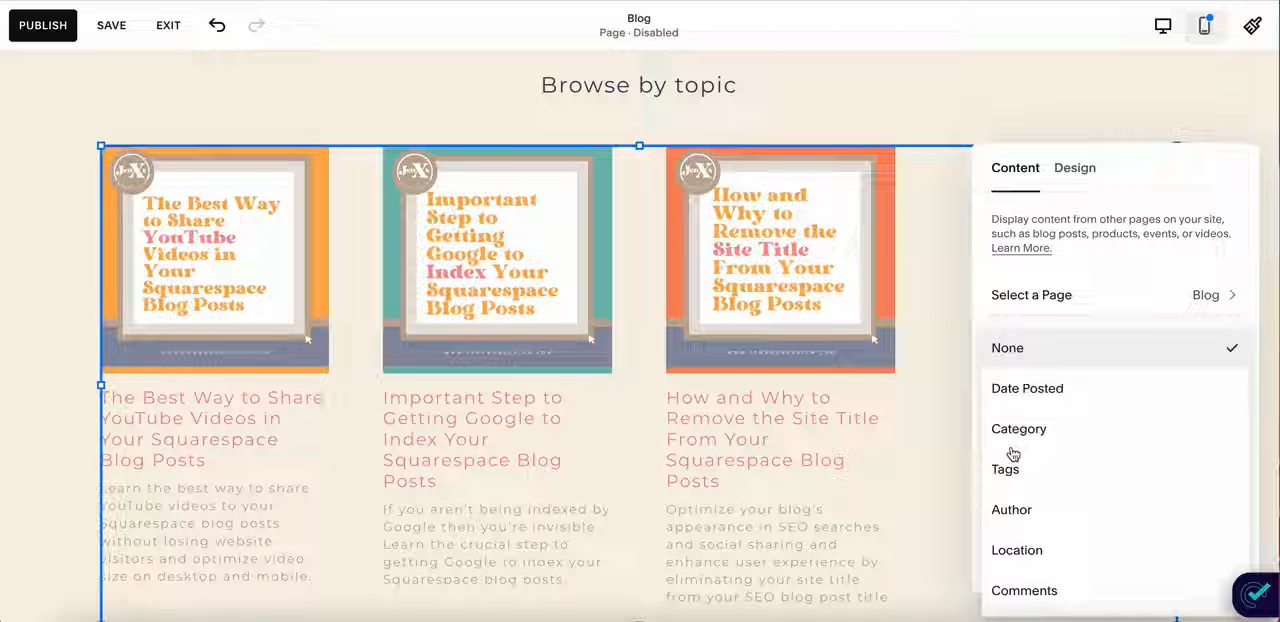 PUBLISH
SAVE
EXIT
Blog
Page · Disabled
Browse by topic
JenX
The Best Way
to Share
YouTube
Videos in
Your
Squarespace
Blog Posts
JenX
Important
Step to
Getting
Google to
Index Your
Squarespace
Blog Posts
JenX
How and
Why to
Remove the
Site Title
From Your
Squarespace
Blog Posts
The Best Way to Share
YouTube Videos in
Your Squarespace
Blog Posts
Learn the best way to share
YouTube videos to your
Squarespace blog posts
without losing website
visitors and optimize video
size on desktop and mobile.
Important Step to
Getting Google to
Index Your
Squarespace Blog
Posts
If you aren't being indexed by
Google then you're invisible
Learn the crucial step to
getting Google to index your
Squarespace blog posts
How and Why to
Remove the Site Title
From Your
Squarespace Blog
Posts
Optimize your blog's
appearance in SEO searches
and social sharing and
enhance user experience by
eliminating your site title
from your SEO blog post title
Content
Design
Display content from other pages on your site,
such as blog posts, products, events, or videos.
Learn More.
Select a Page
Blog
None
Date Posted
Category
Tags
Author
Location
Comments